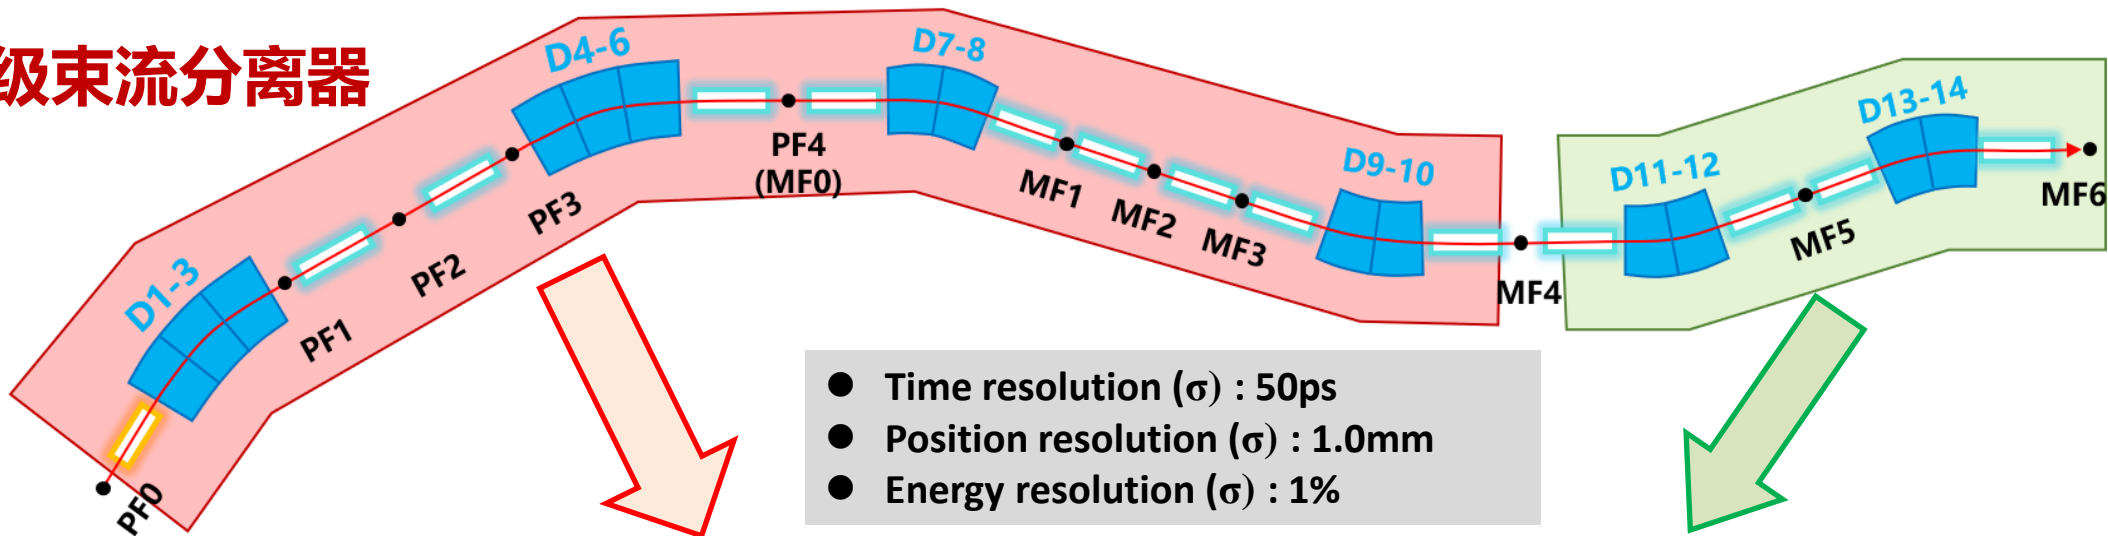 级束流分离器
D1-3
D4-6
D7-8
D9-10
D11-12
D13-14
PF0
PF1
PF2
PF3
PF4
(MF0)
MF1
MF2
MF3
MF4
MF5
MF6
● Time resolution (σ) : 50ps
● Position resolution (σ) : 1.0mm
● Energy resolution (σ) : 1%